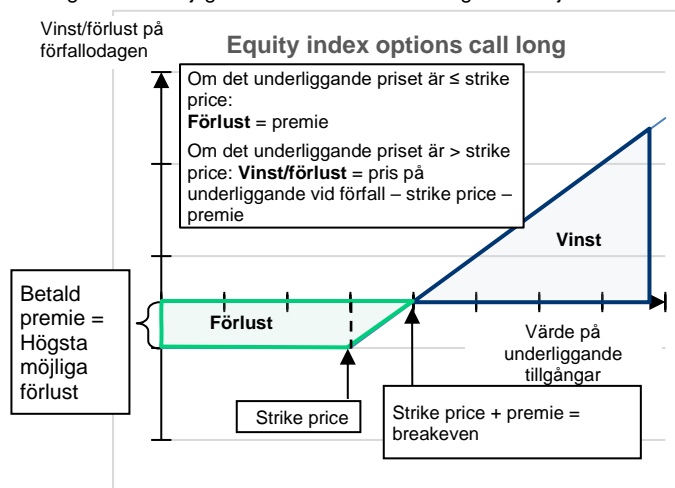 Vinst/förlust på
förfallodagen
Equity index options call long
Om det underliggande priset är ≤ strike
price:
Förlust = premie
Om det underliggande priset är > strike
price: Vinst/förlust = pris på
underliggande vid förfall – strike price –
premie
Vinst
Betald
premie =
Högsta
möjliga
förlust
Förlust
Värde på
underliggande
tillgångar
Strike price
Strike price + premie =
breakeven